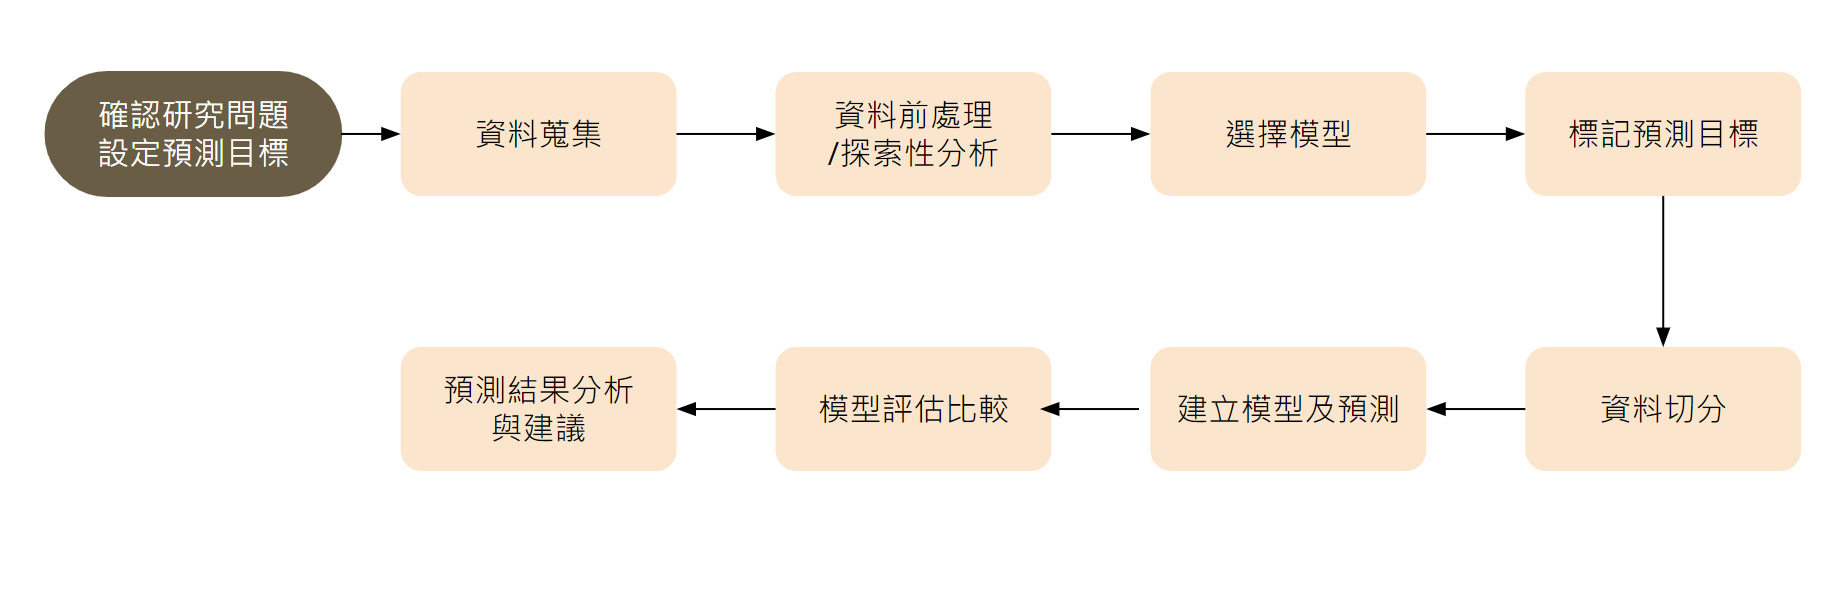 確認研究問題
設定預測目標
資料蒐集
資料前處理
/探索性分析
選擇模型
標記預測目標
資料切分
建立模型及預測
模型評估比較
預測結果分析
與建議